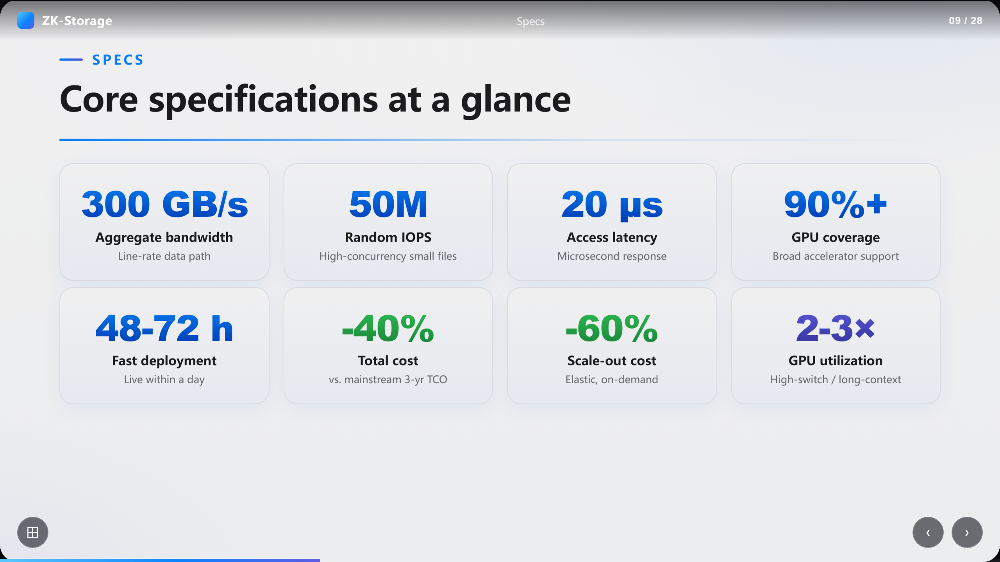 ZK-Storage
Specs
09 / 28
SPECS
Core specifications at a glance
300 GB/s
Aggregate bandwidth
Line-rate data path
50M
Random IOPS
High-concurrency small files
20 µs
Access latency
Microsecond response
90%+
GPU coverage
Broad accelerator support
48-72 h
Fast deployment
Live within a day
-40%
Total cost
vs. mainstream 3-yr TCO
-60%
Scale-out cost
Elastic, on-demand
2-3×
GPU utilization
High-switch / long-context